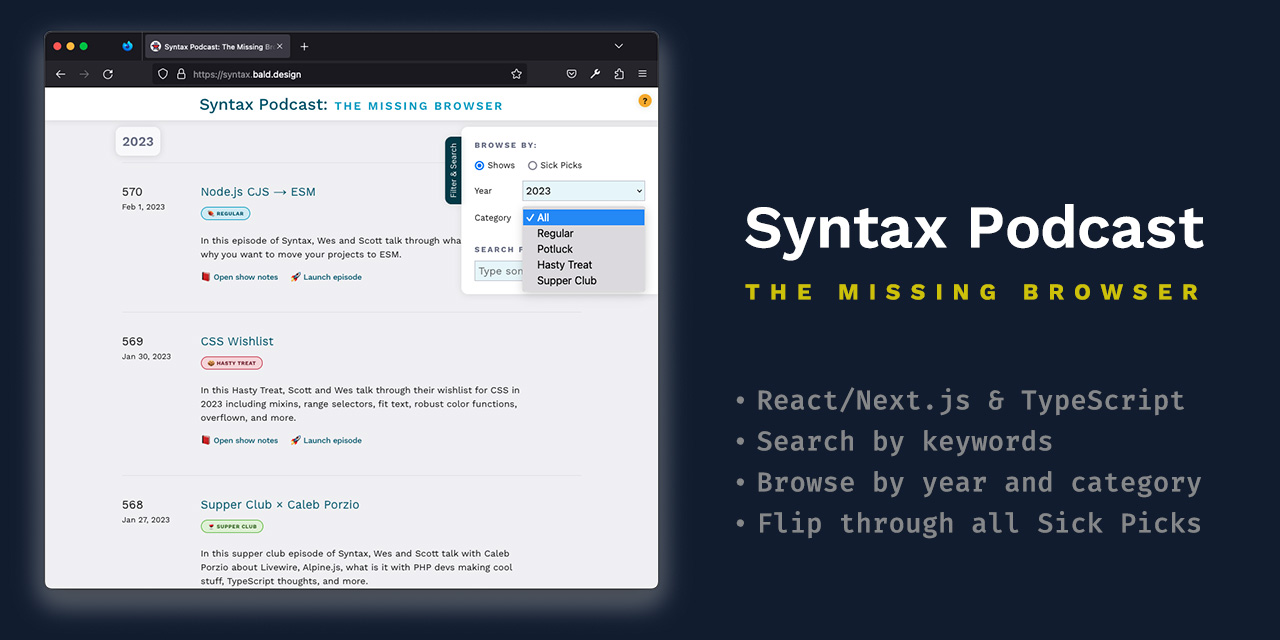 Syntax Podcast: The Missing Br
https://syntax.bald.design
Syntax Podcast: THE MISSING BROWSER
?
2023
570
Feb 1, 2023
Node.js CJS → ESM
REGULAR
In this episode of Syntax, Wes and Scott talk through wha
why you want to move your projects to ESM.
Open show notes Launch episode
Filter & Search
BROWSE BY:
Shows Sick Picks
Year 2023
Category All
Regular
Potluck
Hasty Treat
Supper Club
SEARCH F
Type son
569
Jan 30, 2023
CSS Wishlist
HASTY TREAT
In this Hasty Treat, Scott and Wes talk through their wishlist for CSS in
2023 including mixins, range selectors, fit text, robust color functions,
overflown, and more.
Open show notes Launch episode
568
Jan 27, 2023
Supper Club × Caleb Porzio
SUPPER CLUB
In this supper club episode of Syntax, Wes and Scott talk with Caleb
Porzio about Livewire, Alpine.js, what is it with PHP devs making cool
stuff, TypeScript thoughts, and more.
Syntax Podcast
THE MISSING BROWSER
• React/Next.js & TypeScript
• Search by keywords
• Browse by year and category
• Flip through all Sick Picks